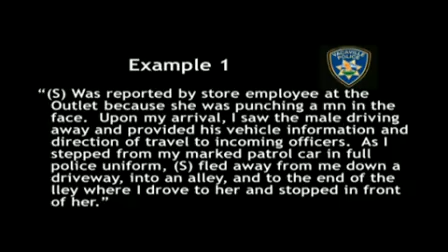 VACAVILLE
POLICE
Example 1
“(S) Was reported by store employee at the
Outlet because she was punching a mn in the
face. Upon my arrival, I saw the male driving
away and provided his vehicle information and
direction of travel to incoming officers. As I
stepped from my marked patrol car in full
police uniform, (S) fled away from me down a
driveway, into an alley, and to the end of the
lley where I drove to her and stopped in front
of her.”